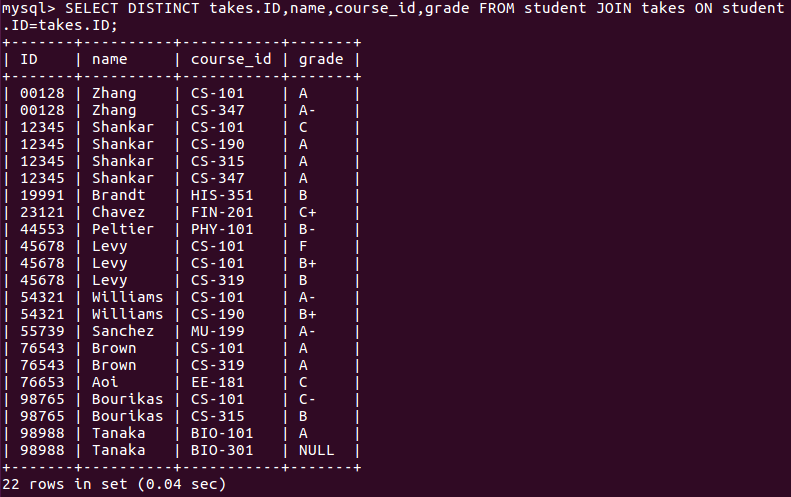 mysql> SELECT DISTINCT takes.ID,name,course_id,grade FROM student JOIN takes ON student
.ID=takes.ID;
+-------+----------+-----------+-------+
| ID    | name     | course_id | grade |
+-------+----------+-----------+-------+
| 00128 | Zhang    | CS-101    | A     |
| 00128 | Zhang    | CS-347    | A-    |
| 12345 | Shankar  | CS-101    | C     |
| 12345 | Shankar  | CS-190    | A     |
| 12345 | Shankar  | CS-315    | A     |
| 12345 | Shankar  | CS-347    | A     |
| 19991 | Brandt   | HIS-351   | B     |
| 23121 | Chavez   | FIN-201   | C+    |
| 44553 | Peltier  | PHY-101   | B-    |
| 45678 | Levy     | CS-101    | F     |
| 45678 | Levy     | CS-101    | B+    |
| 45678 | Levy     | CS-319    | B     |
| 54321 | Williams | CS-101    | A-    |
| 54321 | Williams | CS-190    | B+    |
| 55739 | Sanchez  | MU-199    | A-    |
| 76543 | Brown    | CS-101    | A     |
| 76543 | Brown    | CS-319    | A     |
| 76653 | Aoi      | EE-181    | C     |
| 98765 | Bourikas | CS-101    | C-    |
| 98765 | Bourikas | CS-315    | B     |
| 98988 | Tanaka   | BIO-101   | A     |
| 98988 | Tanaka   | BIO-301   | NULL  |
+-------+----------+-----------+-------+
22 rows in set (0.04 sec)